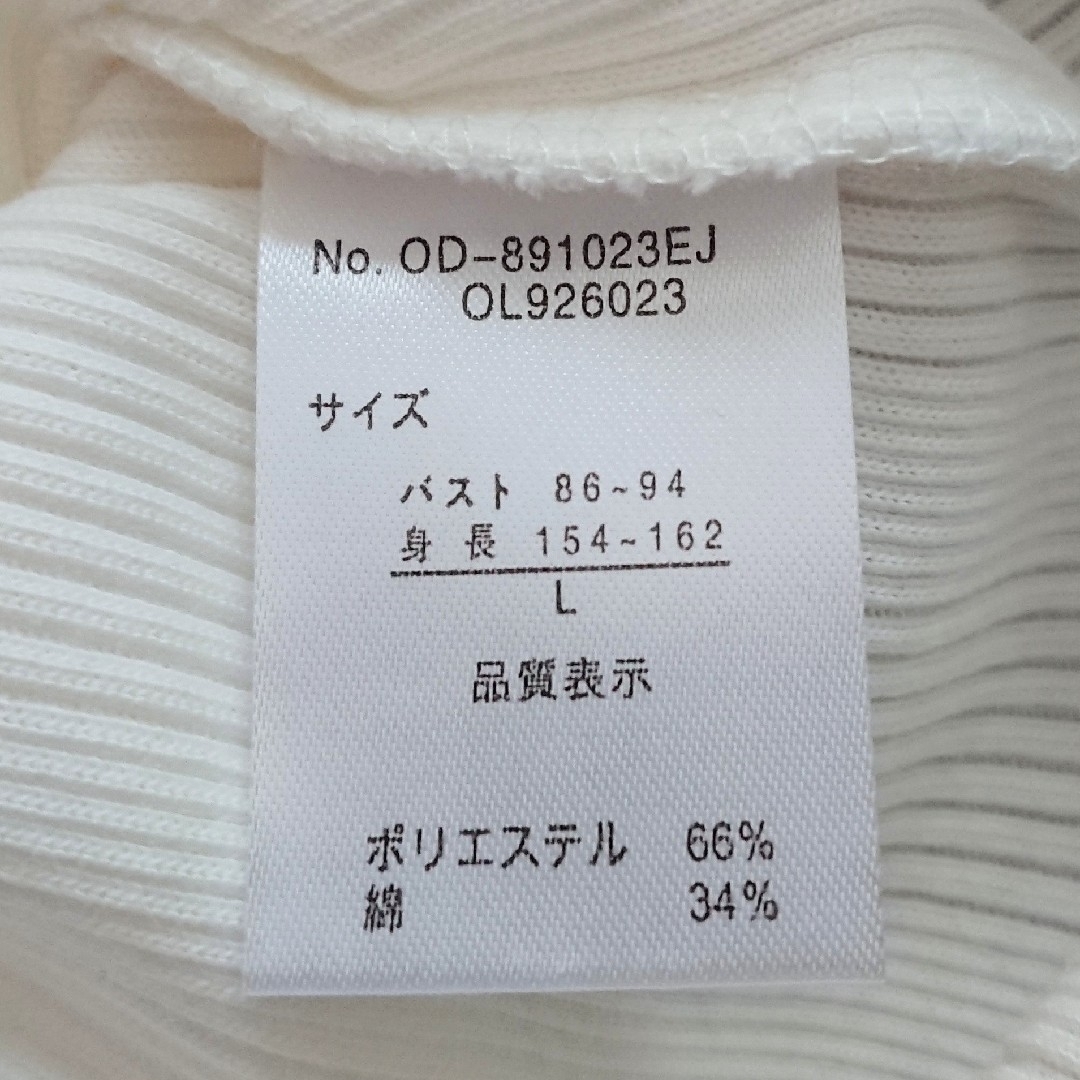 No. OD-891023EJ
OL926023
サイズ
バスト 86~94
身長 154~162
L
品質表示
ポリエステル 66%
綿 34%